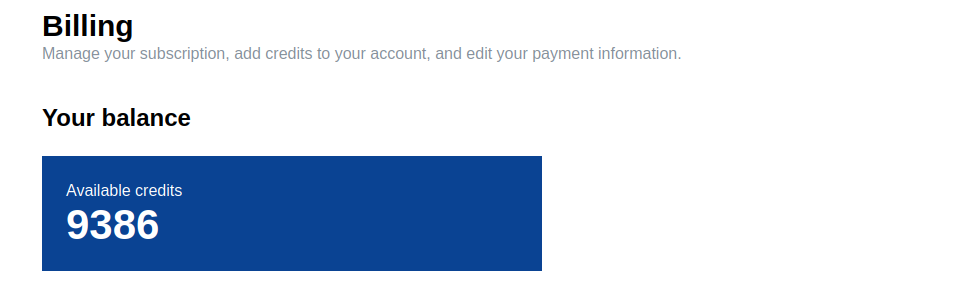 Billing
Manage your subscription, add credits to your account, and edit your payment information.
Your balance
Available credits
9386